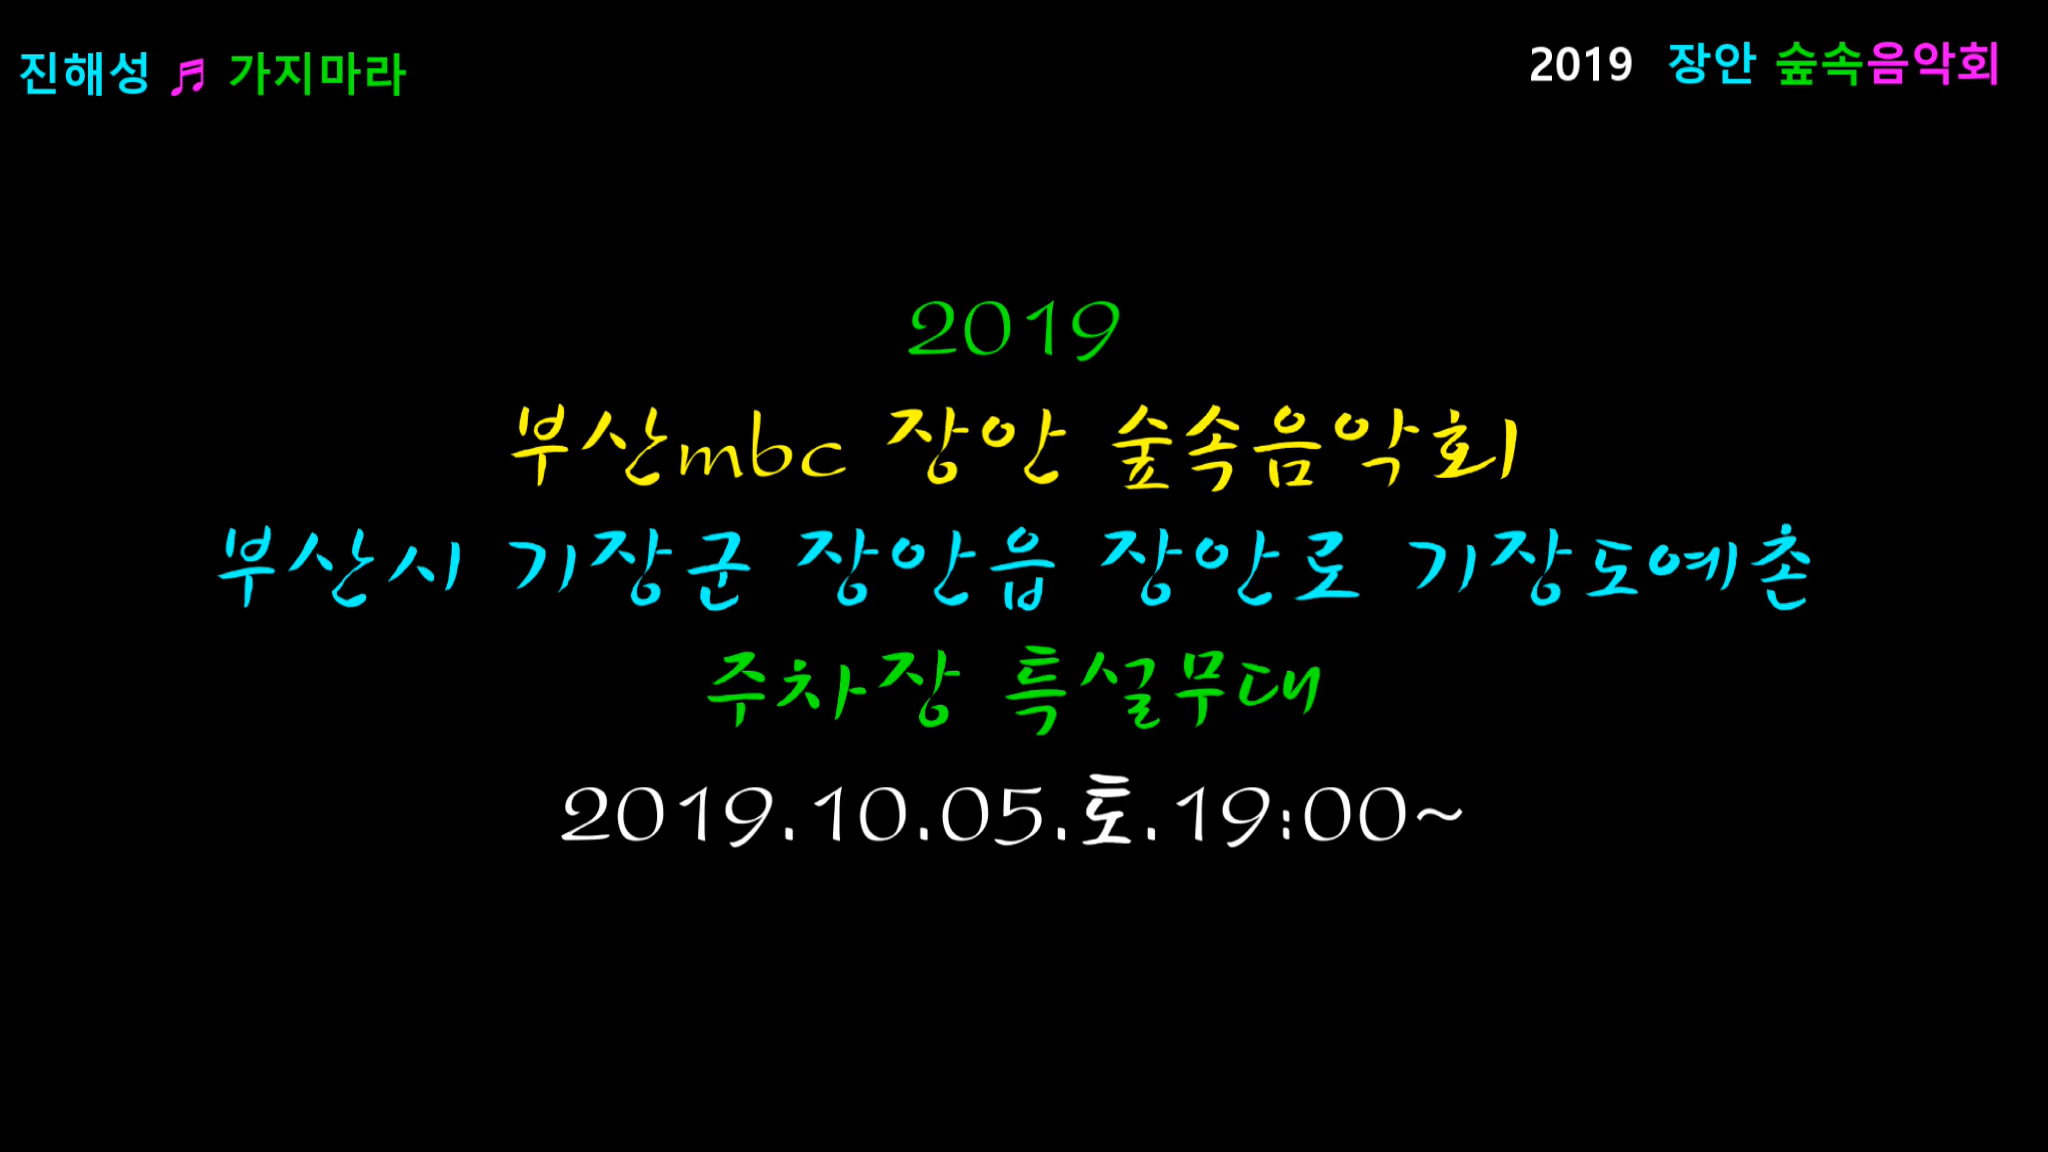 진해성 ♬ 가지마라
2019 장안 숲속음악회
2019
부산mbc 장안 숲속음악회
부산시 기장군 장안읍 장안로 기장도예촌
주차장 특설무대
2019.10.05.토.19:00~